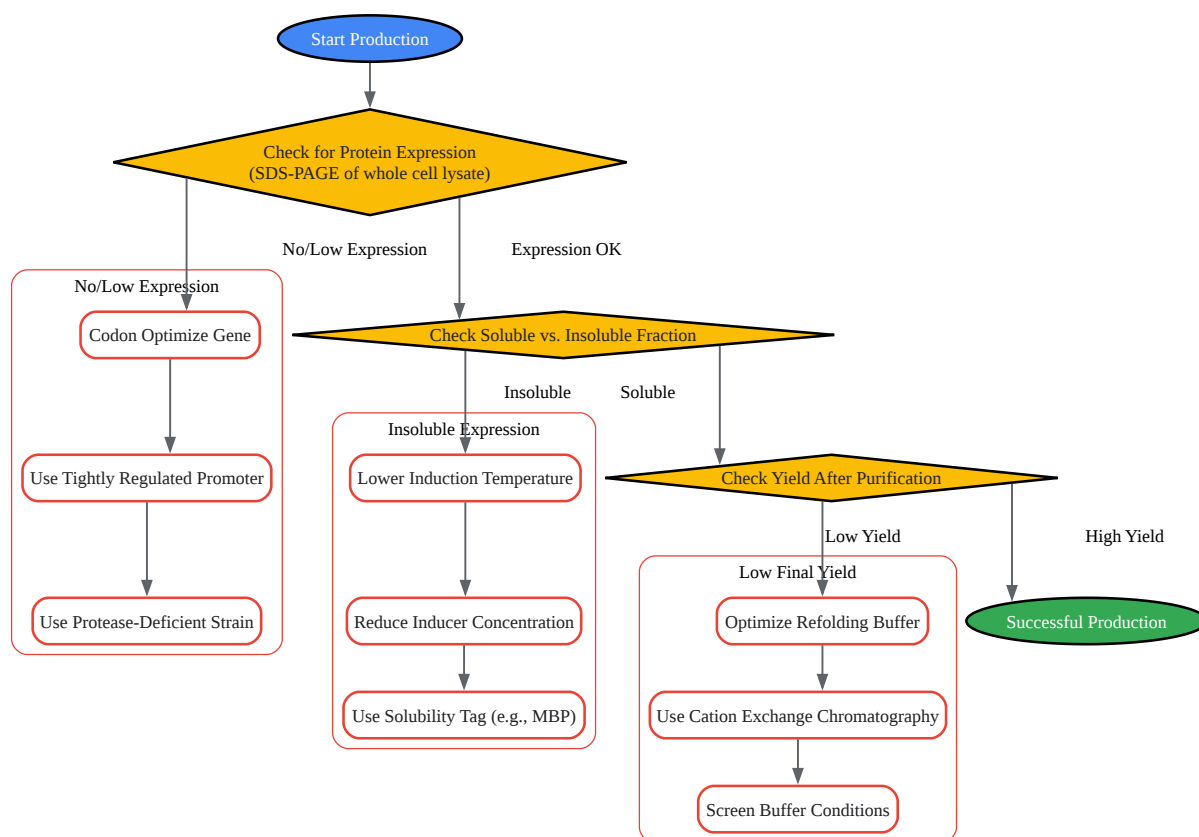 Start Production
Check for Protein Expression
(SDS-PAGE of whole cell lysate)
No/Low Expression
Expression OK
No/Low Expression
Codon Optimize Gene
Check Soluble vs. Insoluble Fraction
Insoluble
Soluble
Insoluble Expression
Use Tightly Regulated Promoter
Lower Induction Temperature
Check Yield After Purification
Low Yield
High Yield
Low Final Yield
Use Protease-Deficient Strain
Reduce Inducer Concentration
Optimize Refolding Buffer
Successful Production
Use Solubility Tag (e.g., MBP)
Use Cation Exchange Chromatography
Screen Buffer Conditions